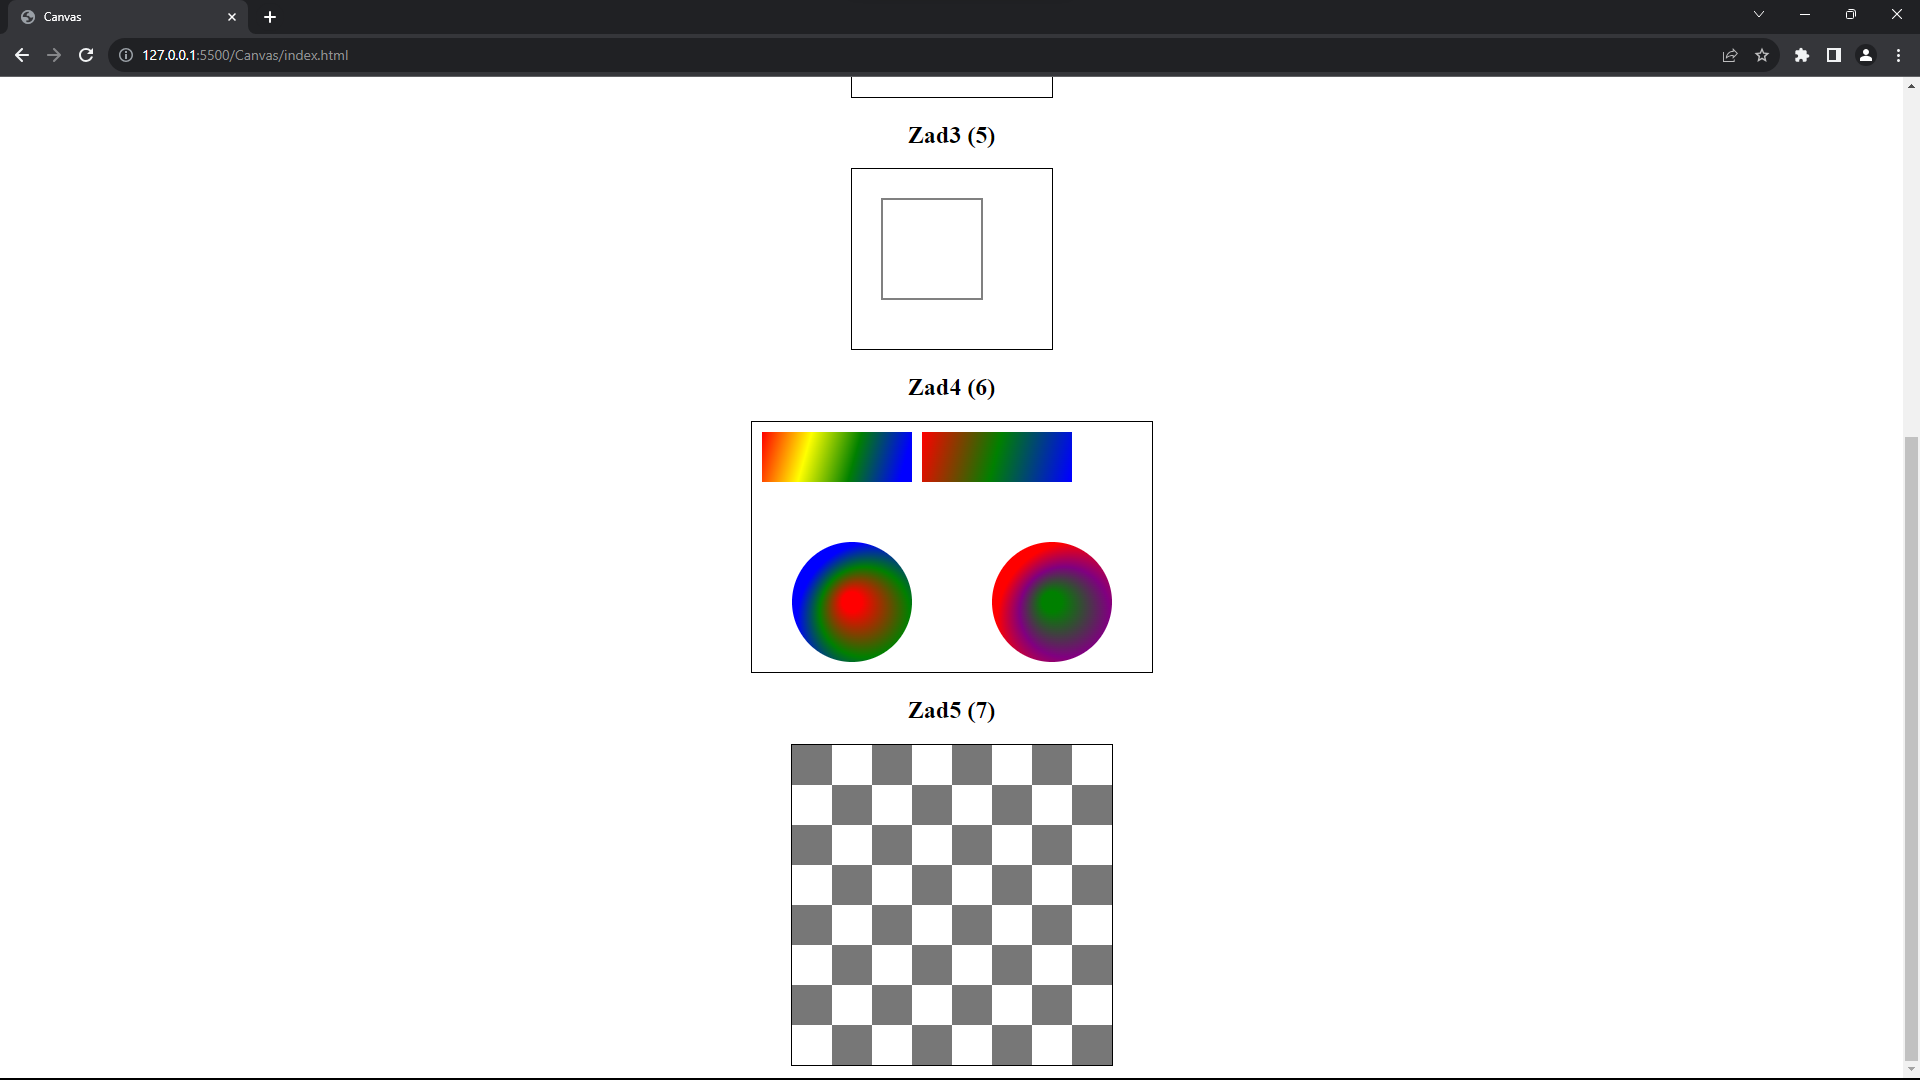 Canvas
127.0.0.1:5500/Canvas/index.html
Zad3 (5)
Zad4 (6)
Zad5 (7)